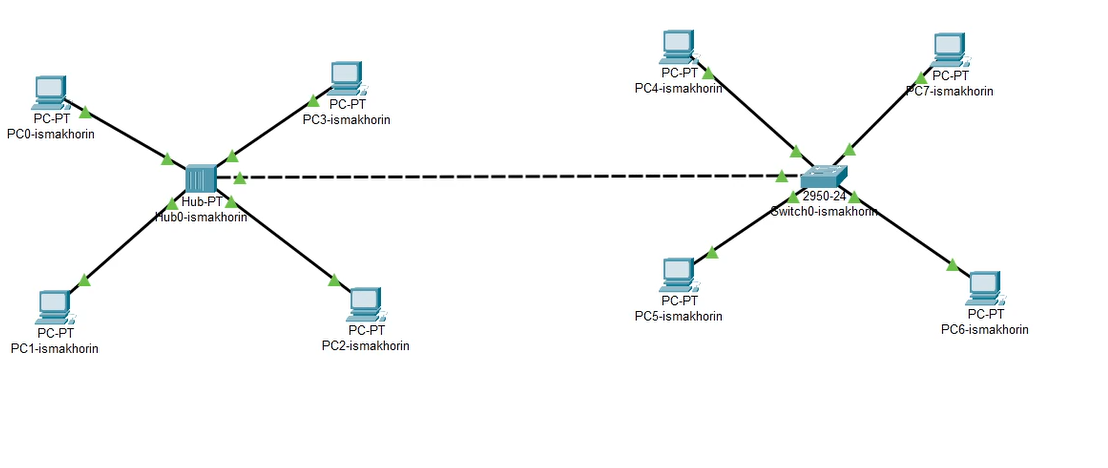 PC-PT
PC0-ismakhorin
PC-PT
PC3-ismakhorin
PC-PT
PC4-ismakhorin
PC-PT
PC7-ismakhorin
Hub-PT
Hub0-ismakhorin
2950-24
Switch0-ismakhorin
PC-PT
PC1-ismakhorin
PC-PT
PC2-ismakhorin
PC-PT
PC5-ismakhorin
PC-PT
PC6-ismakhorin